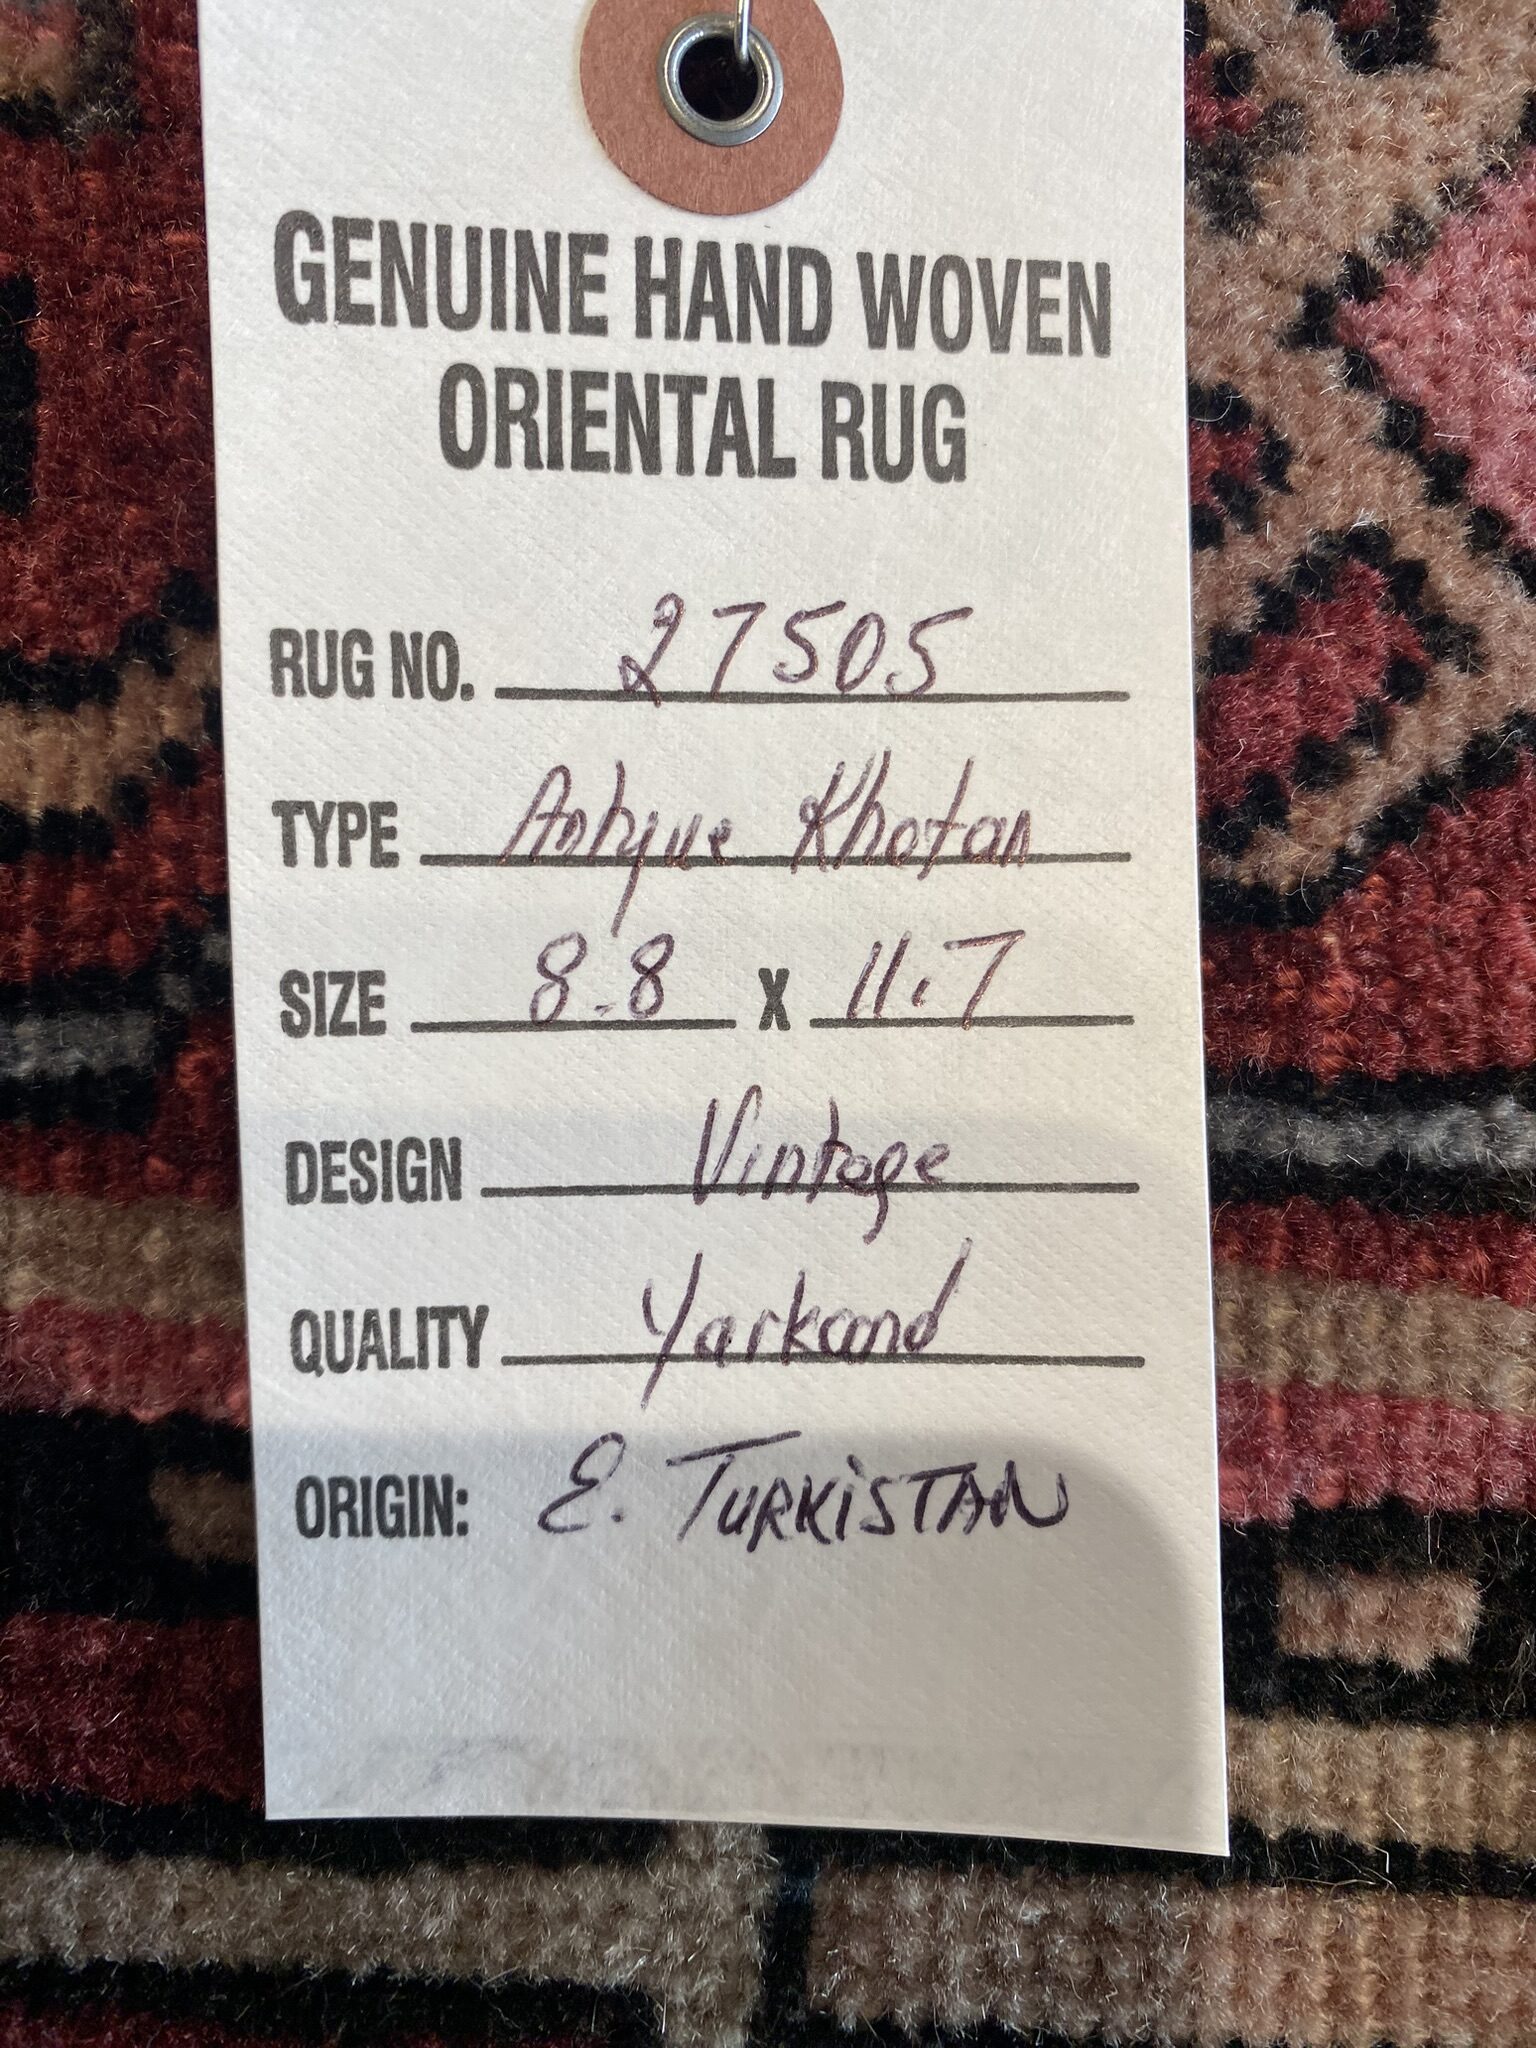 GENUINE HAND WOVEN
ORIENTAL RUG
RUG NO. 27505
TYPE Antique Khotan
SIZE 8.8 X 11.7
DESIGN Vintage
QUALITY Yarkand
ORIGIN: E. TURKISTAN